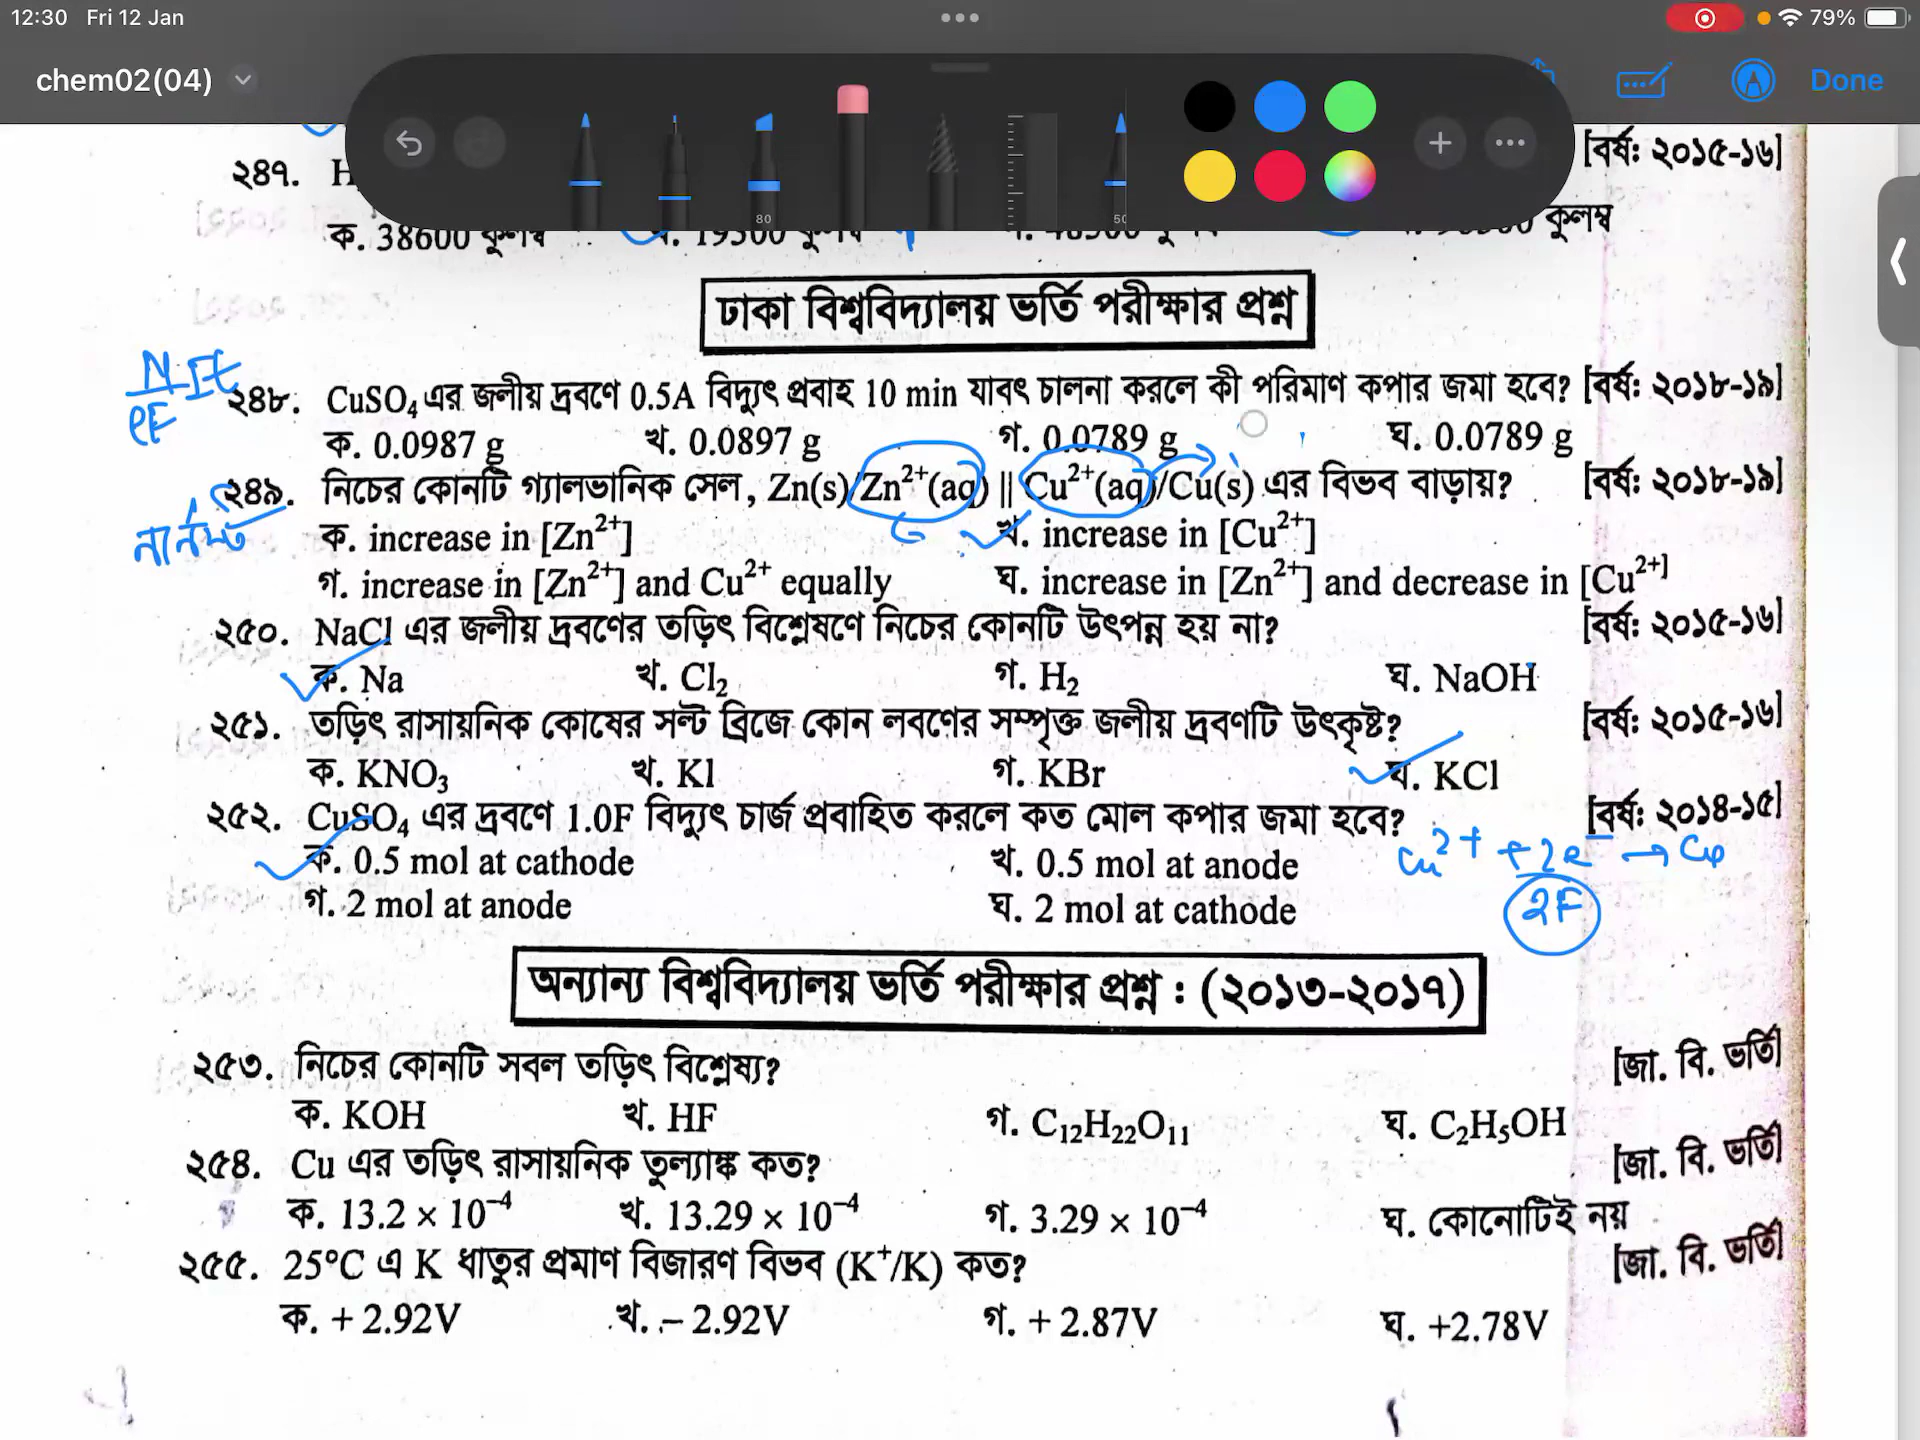 12:30 Fri 12 Jan
79%
chem02(04)
Done
80
50
২৪৭. H
[বর্ষঃ ২০১৫-১৬]
ক. 38600 কুলম্ব খ. 19300 কুলম্ব কুলম্ব
ঢাকা বিশ্ববিদ্যালয় ভর্তি পরীক্ষার প্রশ্ন
২৪৮. CuSO₄ এর জলীয় দ্রবণে 0.5A বিদ্যুৎ প্রবাহ 10 min যাবৎ চালনা করলে কী পরিমাণ কপার জমা হবে? [বর্ষঃ ২০১৮-১৯]
ক. 0.0987 g খ. 0.0897 g গ. 0.0789 g ঘ. 0.0789 g
২৪৯. নিচের কোনটি গ্যালভানিক সেল, Zn(s)/Zn²⁺(aq) || Cu²⁺(aq)/Cu(s) এর বিভব বাড়ায়? [বর্ষঃ ২০১৮-১৯]
ক. increase in [Zn²⁺] খ. increase in [Cu²⁺]
গ. increase in [Zn²⁺] and Cu²⁺ equally ঘ. increase in [Zn²⁺] and decrease in [Cu²⁺]
২৫০. NaCl এর জলীয় দ্রবণের তড়িৎ বিশ্লেষণে নিচের কোনটি উৎপন্ন হয় না? [বর্ষঃ ২০১৫-১৬]
ক. Na খ. Cl₂ গ. H₂ ঘ. NaOH
২৫১. তড়িৎ রাসায়নিক কোষের সল্ট ব্রিজে কোন লবণের সম্পৃক্ত জলীয় দ্রবণটি উৎকৃষ্ট? [বর্ষঃ ২০১৫-১৬]
ক. KNO₃ খ. Kl গ. KBr ঘ. KCl
২৫২. CuSO₄ এর দ্রবণে 1.0F বিদ্যুৎ চার্জ প্রবাহিত করলে কত মোল কপার জমা হবে? [বর্ষঃ ২০১৪-১৫]
Cu²⁺ + 2e⁻ → Cu
ক. 0.5 mol at cathode খ. 0.5 mol at anode
2F
গ. 2 mol at anode ঘ. 2 mol at cathode
অন্যান্য বিশ্ববিদ্যালয় ভর্তি পরীক্ষার প্রশ্ন : (২০১৩-২০১৭)
২৫৩. নিচের কোনটি সবল তড়িৎ বিশ্লেষ্য? [জা. বি. ভর্তি]
ক. KOH খ. HF গ. C₁₂H₂₂O₁₁ ঘ. C₂H₅OH
২৫৪. Cu এর তড়িৎ রাসায়নিক তুল্যাঙ্ক কত? [জা. বি. ভর্তি]
ক. 13.2 × 10⁻⁴ খ. 13.29 × 10⁻⁴ গ. 3.29 × 10⁻⁴ ঘ. কোনোটিই নয়
২৫৫. 25°C এ K ধাতুর প্রমাণ বিজারণ বিভব (K⁺/K) কত? [জা. বি. ভর্তি]
ক. + 2.92V খ. – 2.92V গ. + 2.87V ঘ. +2.78V